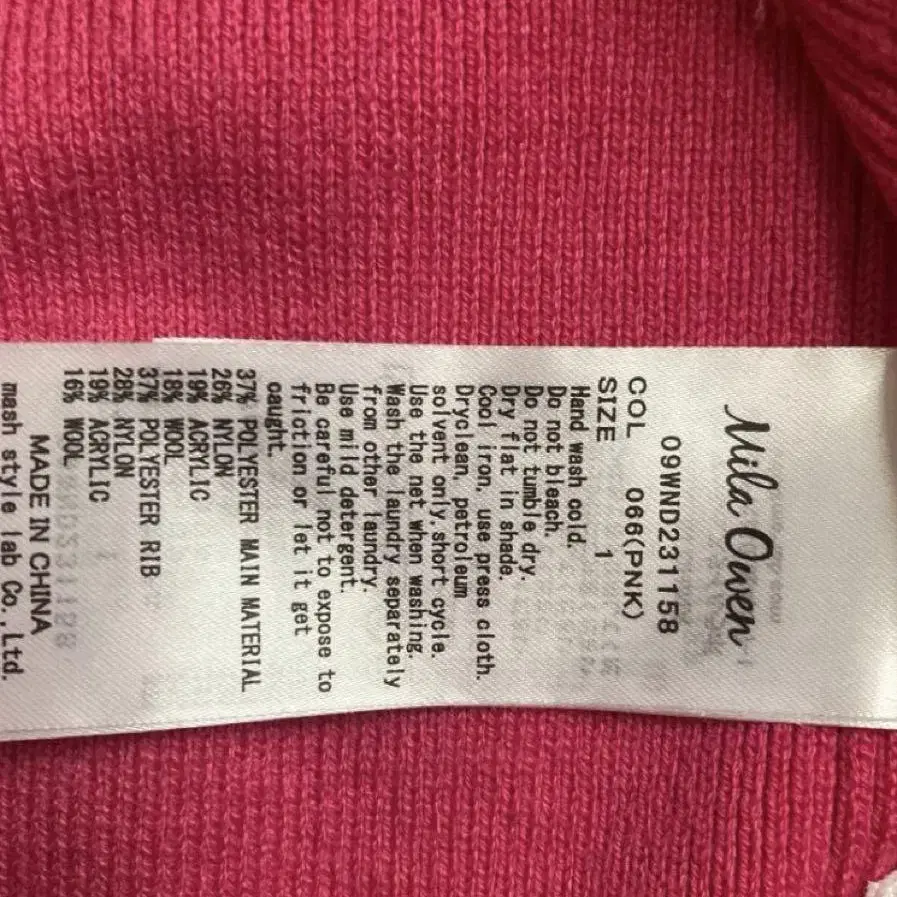 Mila Owen
09WND231158
COL 066(PNK)
SIZE 1
Hand wash cold.
Do not bleach.
Do not tumble dry.
Dry flat in shade.
Cool iron, use press cloth.
Dryclean, petroleum
solvent only, short cycle.
Use the net when washing.
Wash the laundry separately
from other laundry.
Use mild detergent.
Be careful not to expose to
friction or let it get
caught.
37% POLYESTER MAIN MATERIAL
26% NYLON
19% ACRYLIC
18% WOOL
37% POLYESTER RIB
28% NYLON
19% ACRYLIC
16% WOOL
MADE IN CHINA
mash style lab Co., Ltd.